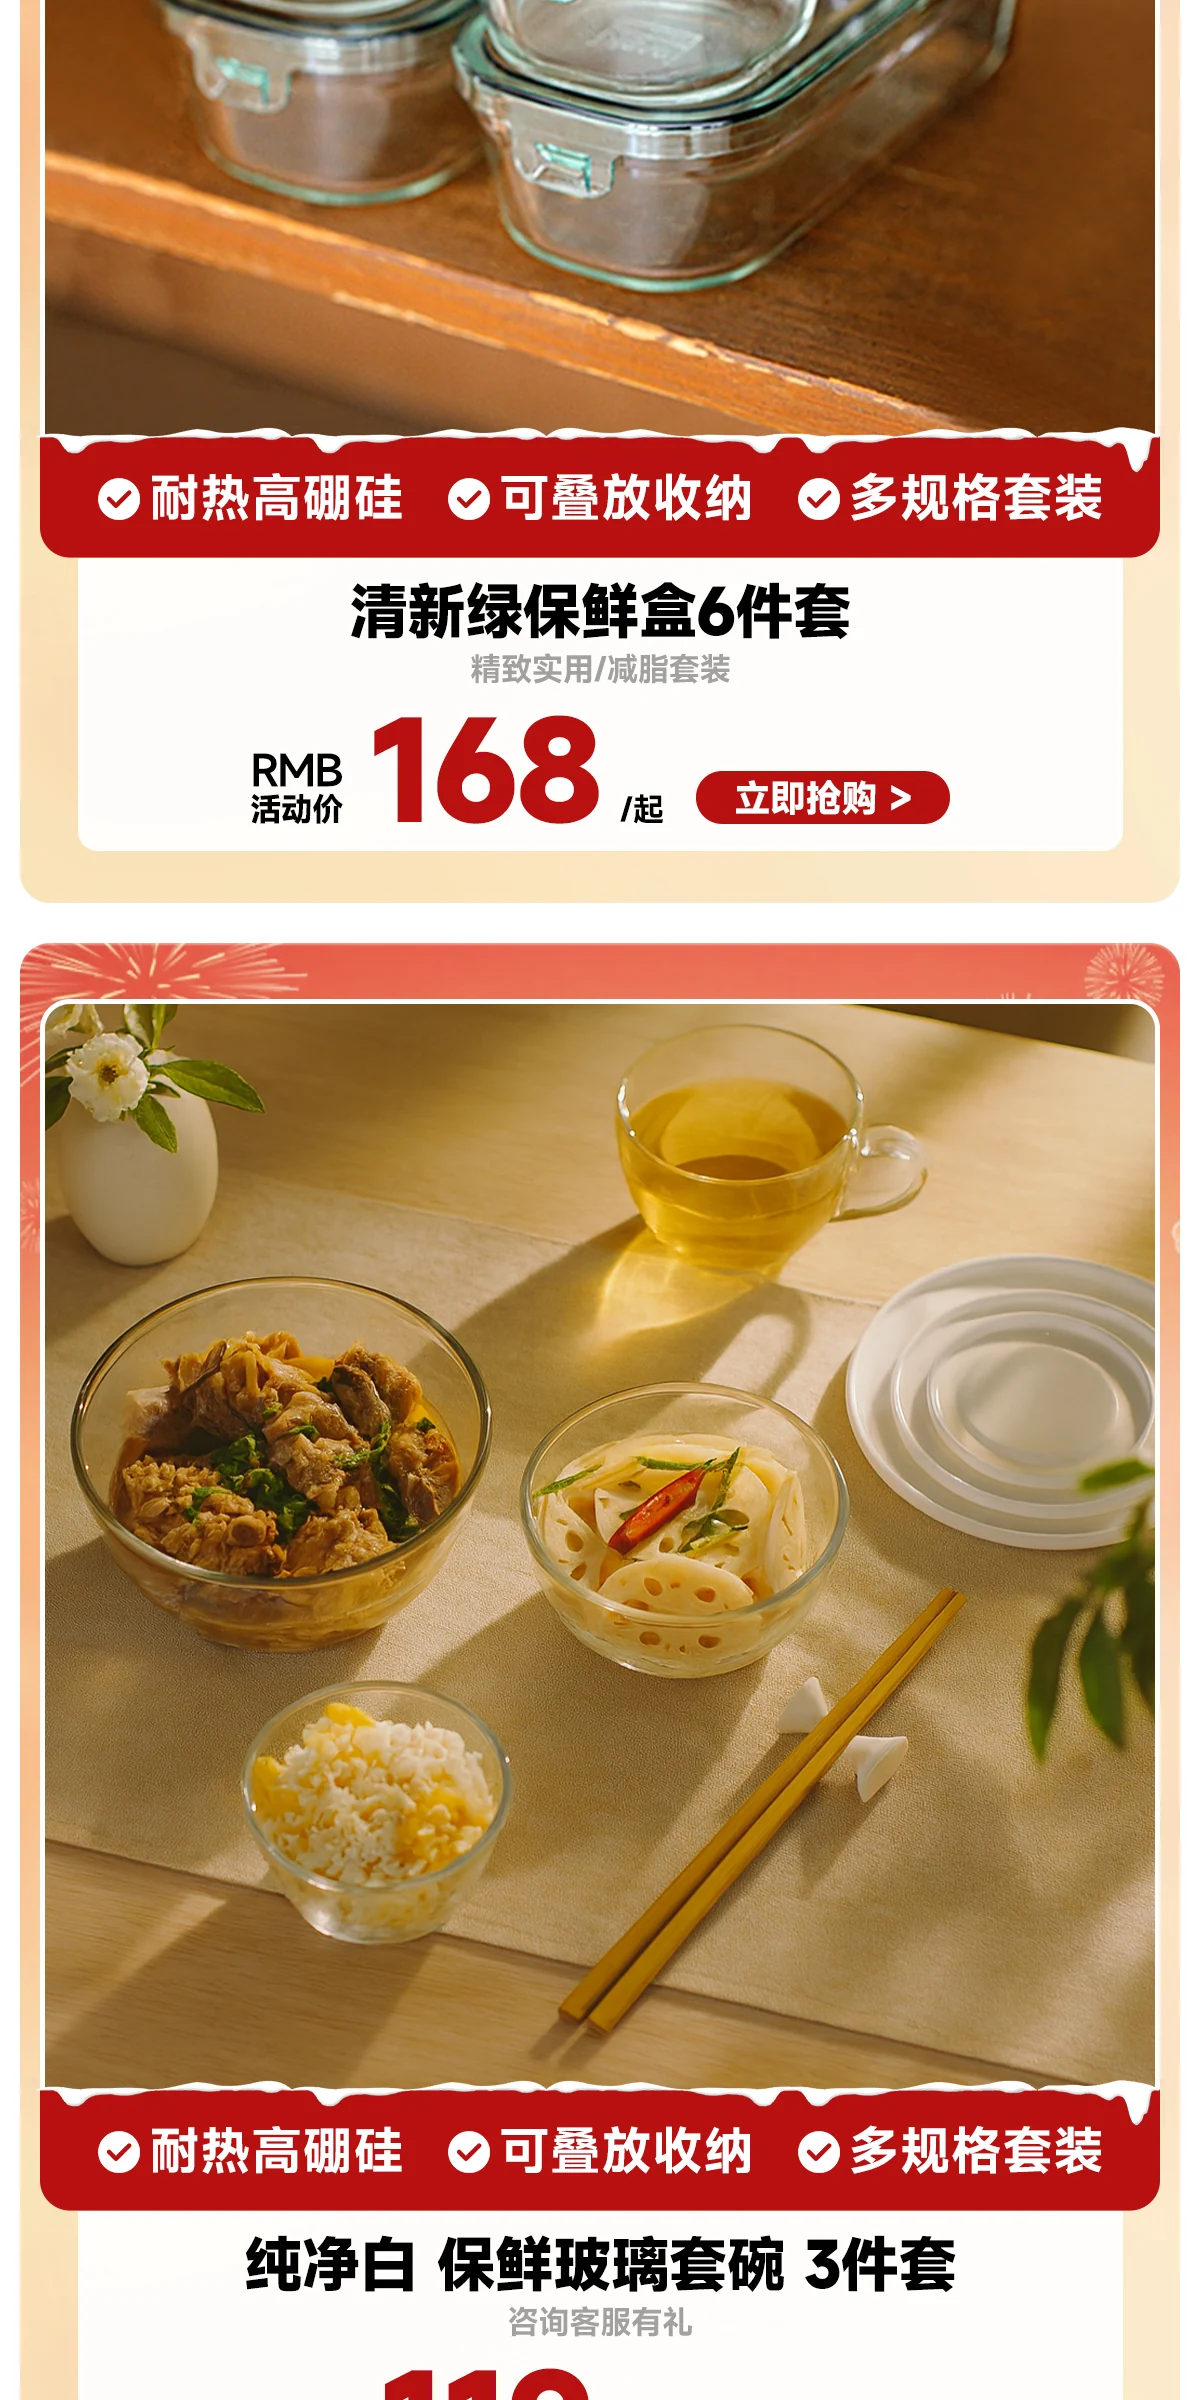 耐热高硼硅 可叠放收纳 多规格套装
清新绿保鲜盒6件套
精致实用/减脂套装
RMB
活动价
168
/起
立即抢购 >
耐热高硼硅 可叠放收纳 多规格套装
纯净白 保鲜玻璃套碗 3件套
咨询客服有礼